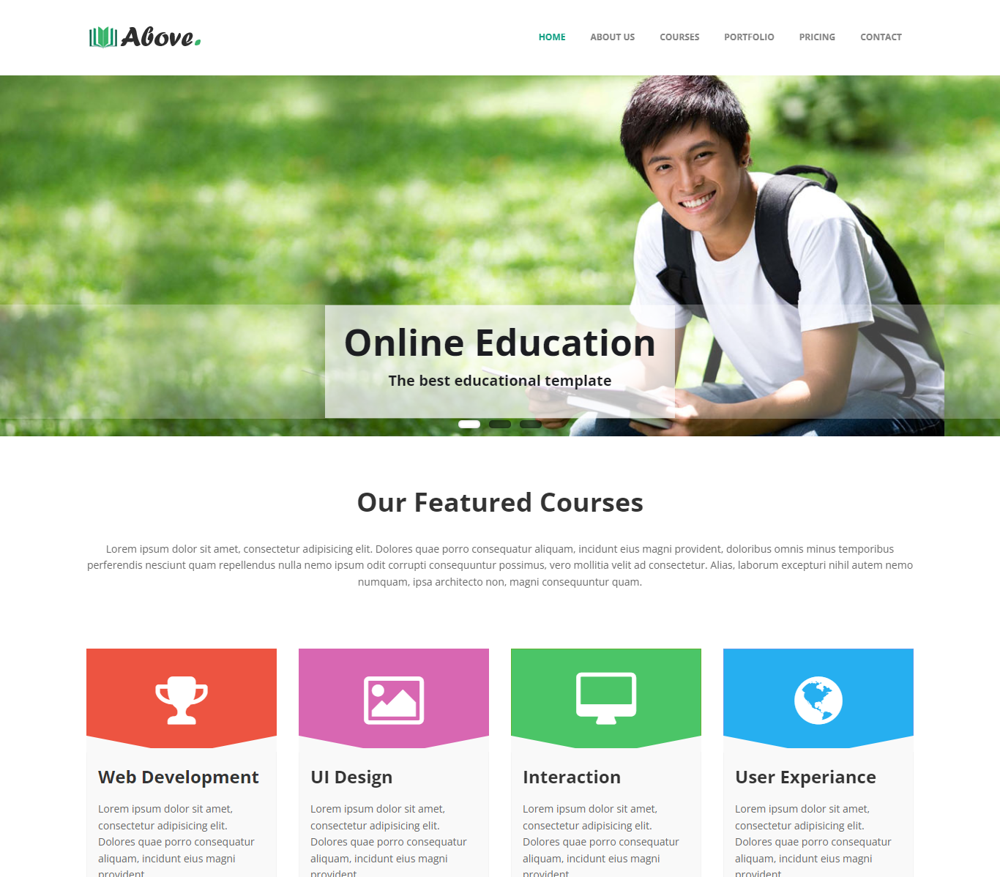 Above.
HOME ABOUT US COURSES PORTFOLIO PRICING CONTACT
Online Education
The best educational template
Our Featured Courses
Lorem ipsum dolor sit amet, consectetur adipisicing elit. Dolores quae porro consequatur aliquam, incidunt eius magni provident, doloribus omnis minus temporibus
perferendis nesciunt quam repellendus nulla nemo ipsum odit corrupti consequuntur possimus, vero mollitia velit ad consectetur. Alias, laborum excepturi nihil autem nemo
numquam, ipsa architecto non, magni consequuntur quam.
Web Development
Lorem ipsum dolor sit amet,
consectetur adipisicing elit.
Dolores quae porro consequatur
aliquam, incidunt eius magni
provident
UI Design
Lorem ipsum dolor sit amet,
consectetur adipisicing elit.
Dolores quae porro consequatur
aliquam, incidunt eius magni
provident
Interaction
Lorem ipsum dolor sit amet,
consectetur adipisicing elit.
Dolores quae porro consequatur
aliquam, incidunt eius magni
provident
User Experiance
Lorem ipsum dolor sit amet,
consectetur adipisicing elit.
Dolores quae porro consequatur
aliquam, incidunt eius magni
provident